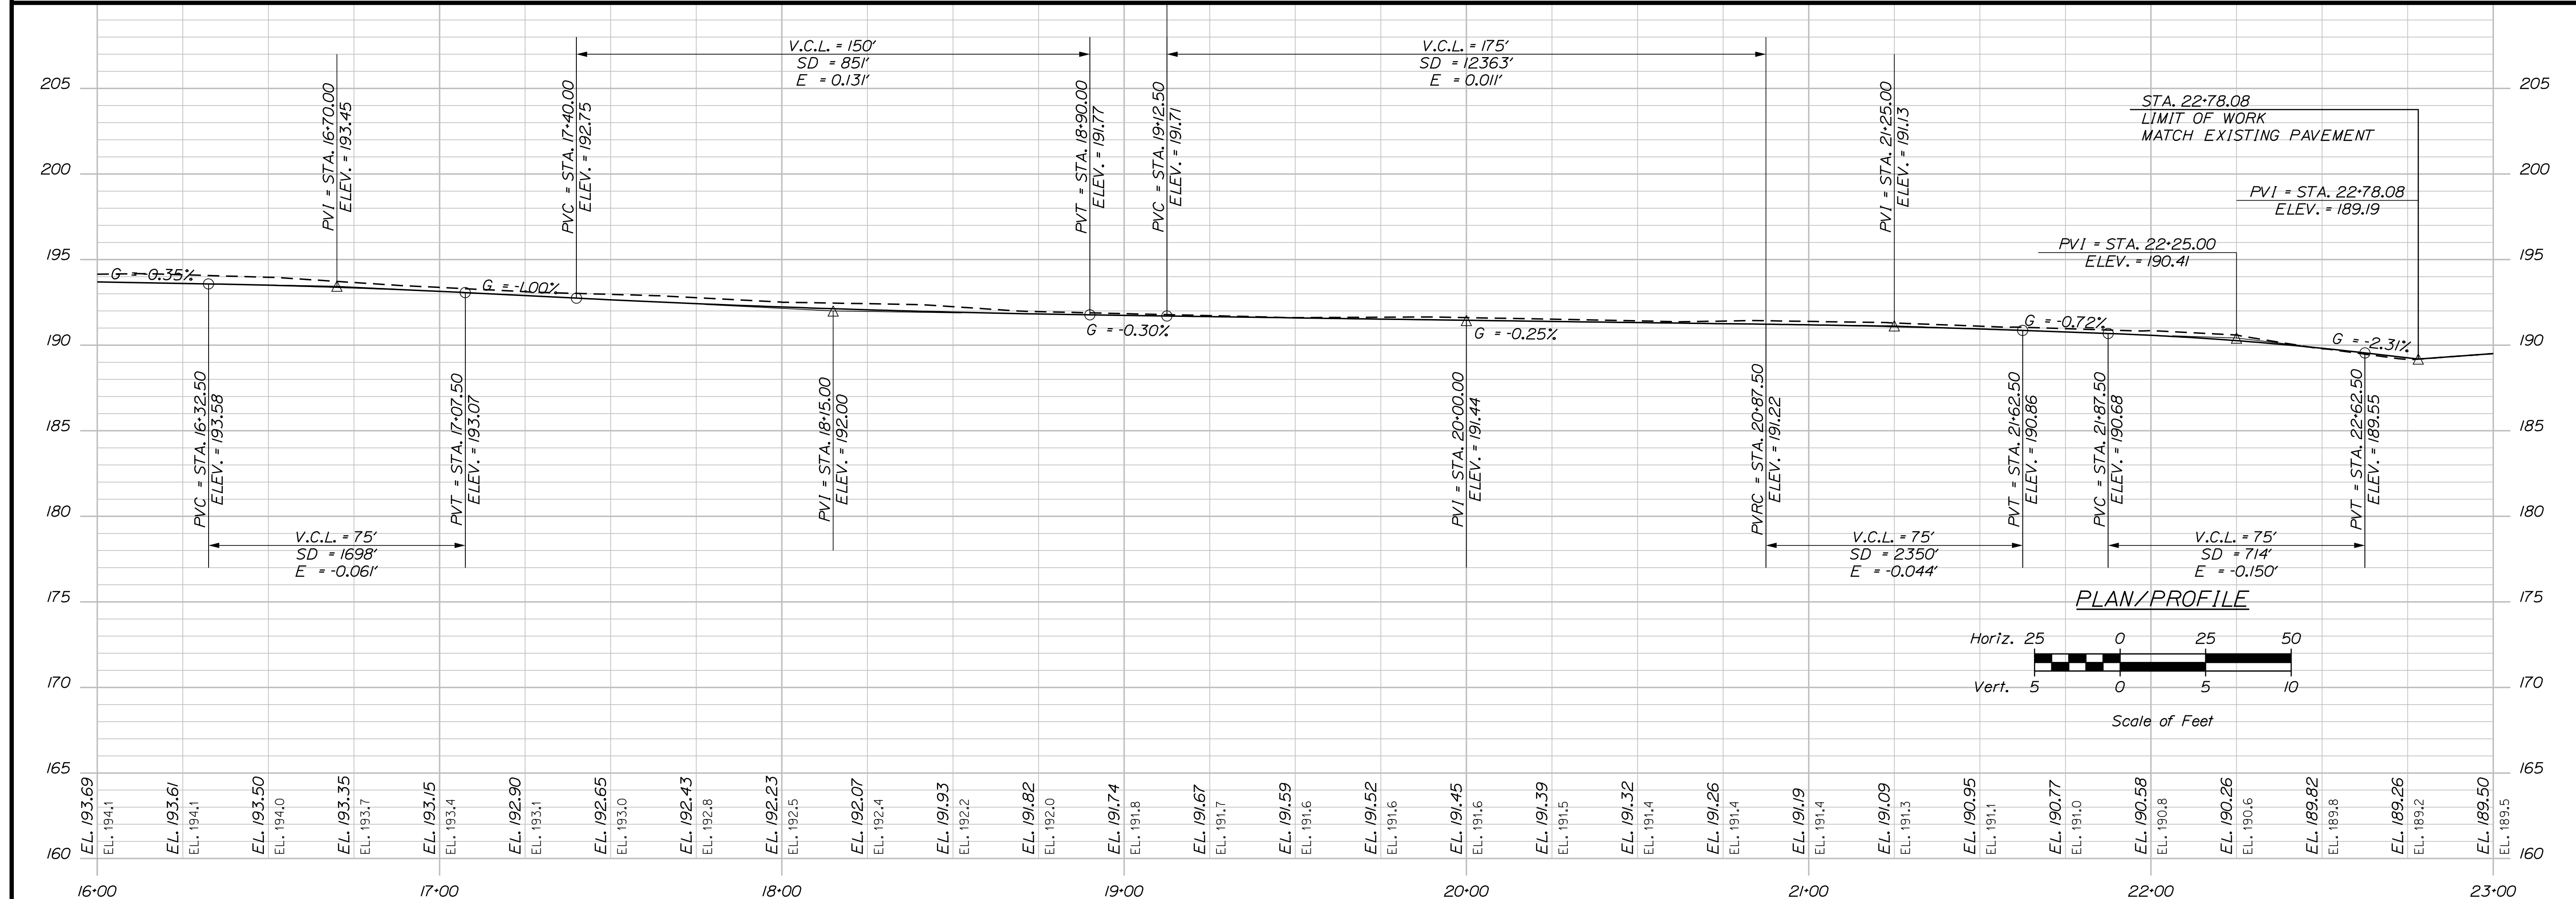 V.C.L. = 150'
SD = 851'
E = 0.131'
V.C.L. = 175'
SD = 12363'
E = 0.011'
205
205
200
200
195
195
190
190
185
185
180
180
175
175
170
170
165
165
160
160
PVI = STA. 16+70.00
ELEV. = 193.45
PVC = STA. 17+40.00
ELEV. = 192.75
PVT = STA. 18+90.00
ELEV. = 191.77
PVC = STA. 19+12.50
ELEV. = 191.71
PVI = STA. 21+25.00
ELEV. = 191.13
STA. 22+78.08
LIMIT OF WORK
MATCH EXISTING PAVEMENT
PVI = STA. 22+78.08
ELEV. = 189.19
PVI = STA. 22+25.00
ELEV. = 190.41
G = -0.35%
G = -1.00%
G = -0.30%
G = -0.25%
G = -0.72%
G = -2.31%
PVC = STA. 16+32.50
ELEV. = 193.58
PVT = STA. 17+07.50
ELEV. = 193.07
PVI = STA. 18+15.00
ELEV. = 192.00
PVI = STA. 20+00.00
ELEV. = 191.44
PVRC = STA. 20+87.50
ELEV. = 191.22
PVT = STA. 21+62.50
ELEV. = 190.86
PVC = STA. 21+87.50
ELEV. = 190.68
PVT = STA. 22+62.50
ELEV. = 189.55
V.C.L. = 75'
SD = 1698'
E = -0.061'
V.C.L. = 75'
SD = 2350'
E = -0.044'
V.C.L. = 75'
SD = 714'
E = -0.150'
PLAN/PROFILE
Horiz. 25 0 25 50
Vert. 5 0 5 10
Scale of Feet
EL. 193.69
EL. 194.1
EL. 193.61
EL. 194.1
EL. 193.50
EL. 194.0
EL. 193.35
EL. 193.7
EL. 193.15
EL. 193.4
EL. 192.90
EL. 193.1
EL. 192.65
EL. 193.0
EL. 192.43
EL. 192.8
EL. 192.23
EL. 192.5
EL. 192.07
EL. 192.4
EL. 191.93
EL. 192.2
EL. 191.82
EL. 192.0
EL. 191.74
EL. 191.8
EL. 191.67
EL. 191.7
EL. 191.59
EL. 191.6
EL. 191.52
EL. 191.6
EL. 191.45
EL. 191.6
EL. 191.39
EL. 191.5
EL. 191.32
EL. 191.4
EL. 191.26
EL. 191.4
EL. 191.19
EL. 191.4
EL. 191.09
EL. 191.3
EL. 190.95
EL. 191.1
EL. 190.77
EL. 191.0
EL. 190.58
EL. 190.8
EL. 190.26
EL. 190.6
EL. 189.82
EL. 189.8
EL. 189.26
EL. 189.2
EL. 189.50
EL. 189.5
16+00
17+00
18+00
19+00
20+00
21+00
22+00
23+00